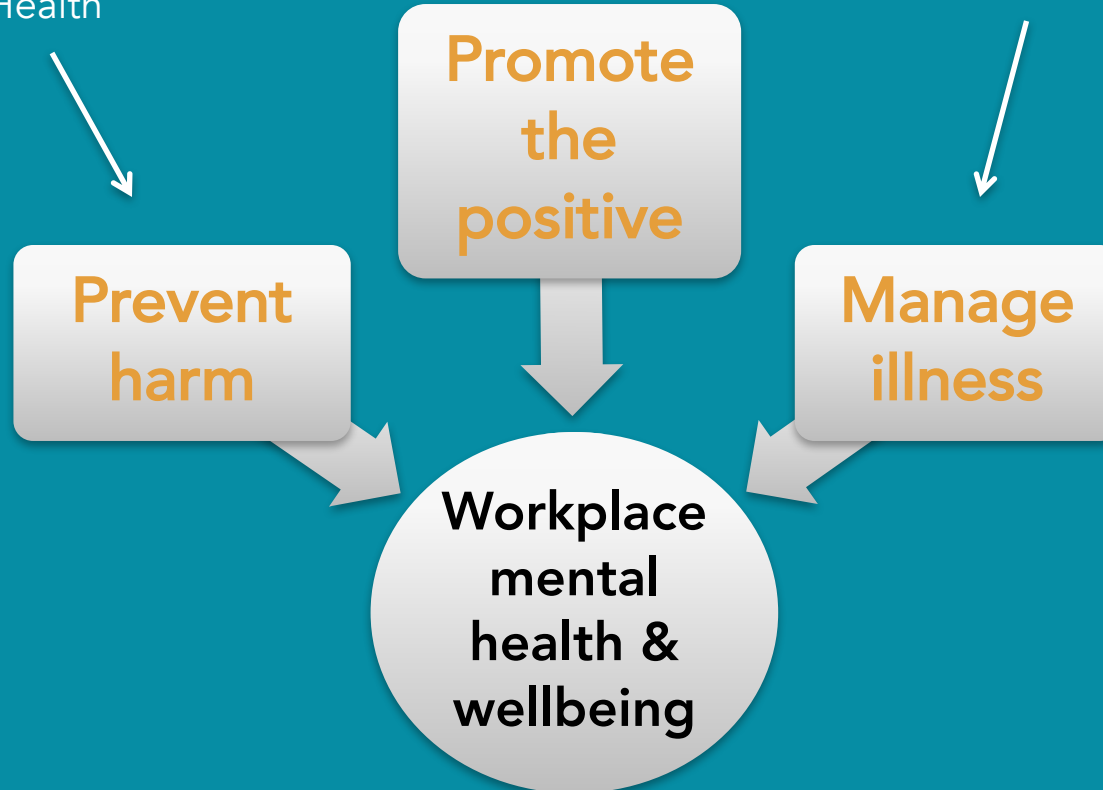 Health
Promote
the
positive
Prevent
harm
Manage
illness
Workplace
mental
health &
wellbeing